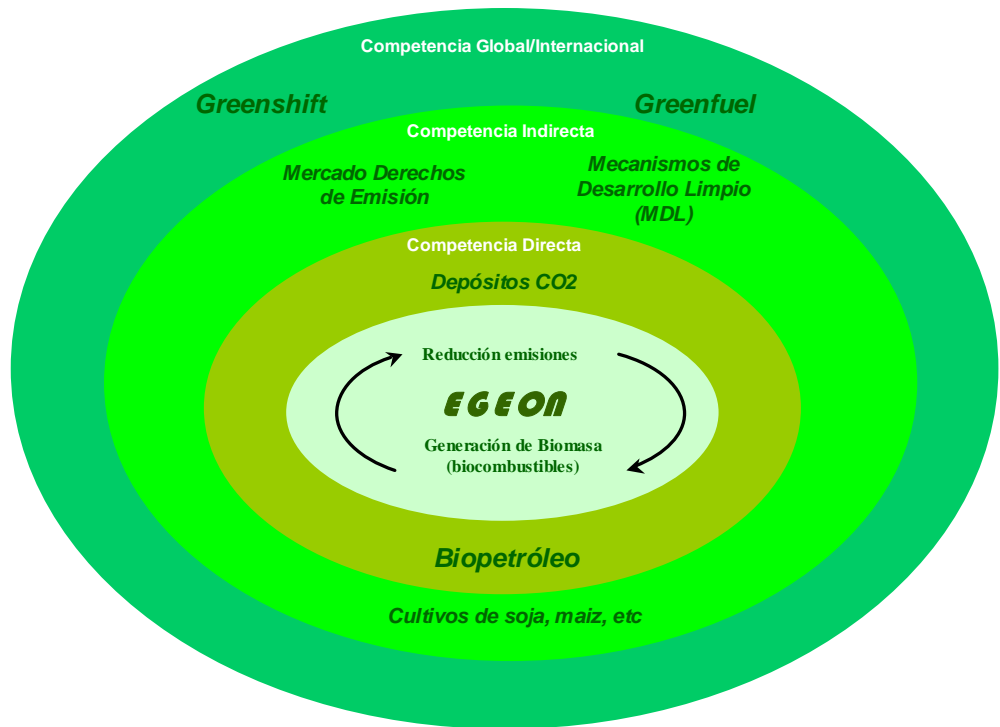 Competencia Global/Internacional
Greenshift
Greenfuel
Competencia Indirecta
Mercado Derechos
de Emisión
Mecanismos de
Desarrollo Limpio
(MDL)
Competencia Directa
Depósitos CO2
Reducción emisiones
EGEON
Generación de Biomasa
(biocombustibles)
Biopetróleo
Cultivos de soja, maiz, etc